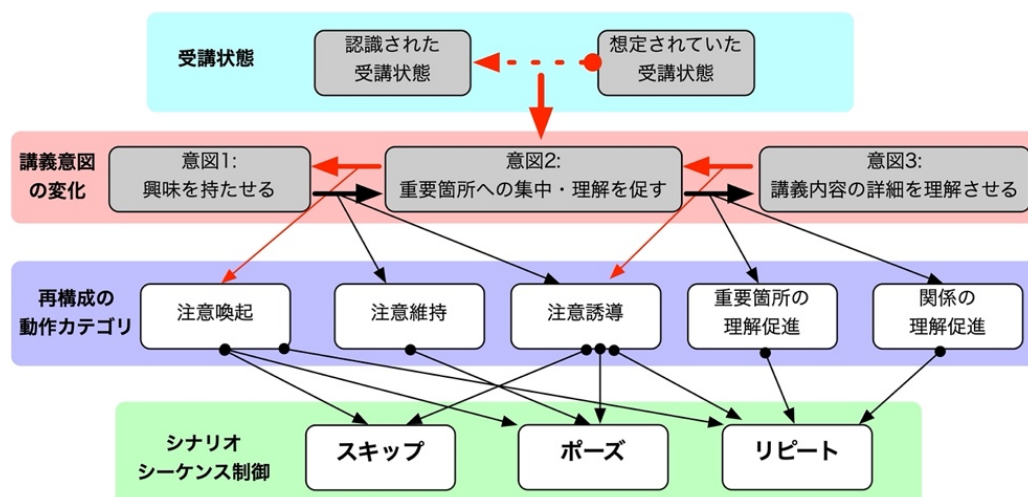 受講状態
認識された
受講状態
想定されていた
受講状態
講義意図
の変化
意図1:
興味を持たせる
意図2:
重要箇所への集中・理解を促す
意図3:
講義内容の詳細を理解させる
再構成の
動作カテゴリ
注意喚起
注意維持
注意誘導
重要箇所の
理解促進
関係の
理解促進
シナリオ
シーケンス制御
スキップ
ポーズ
リピート